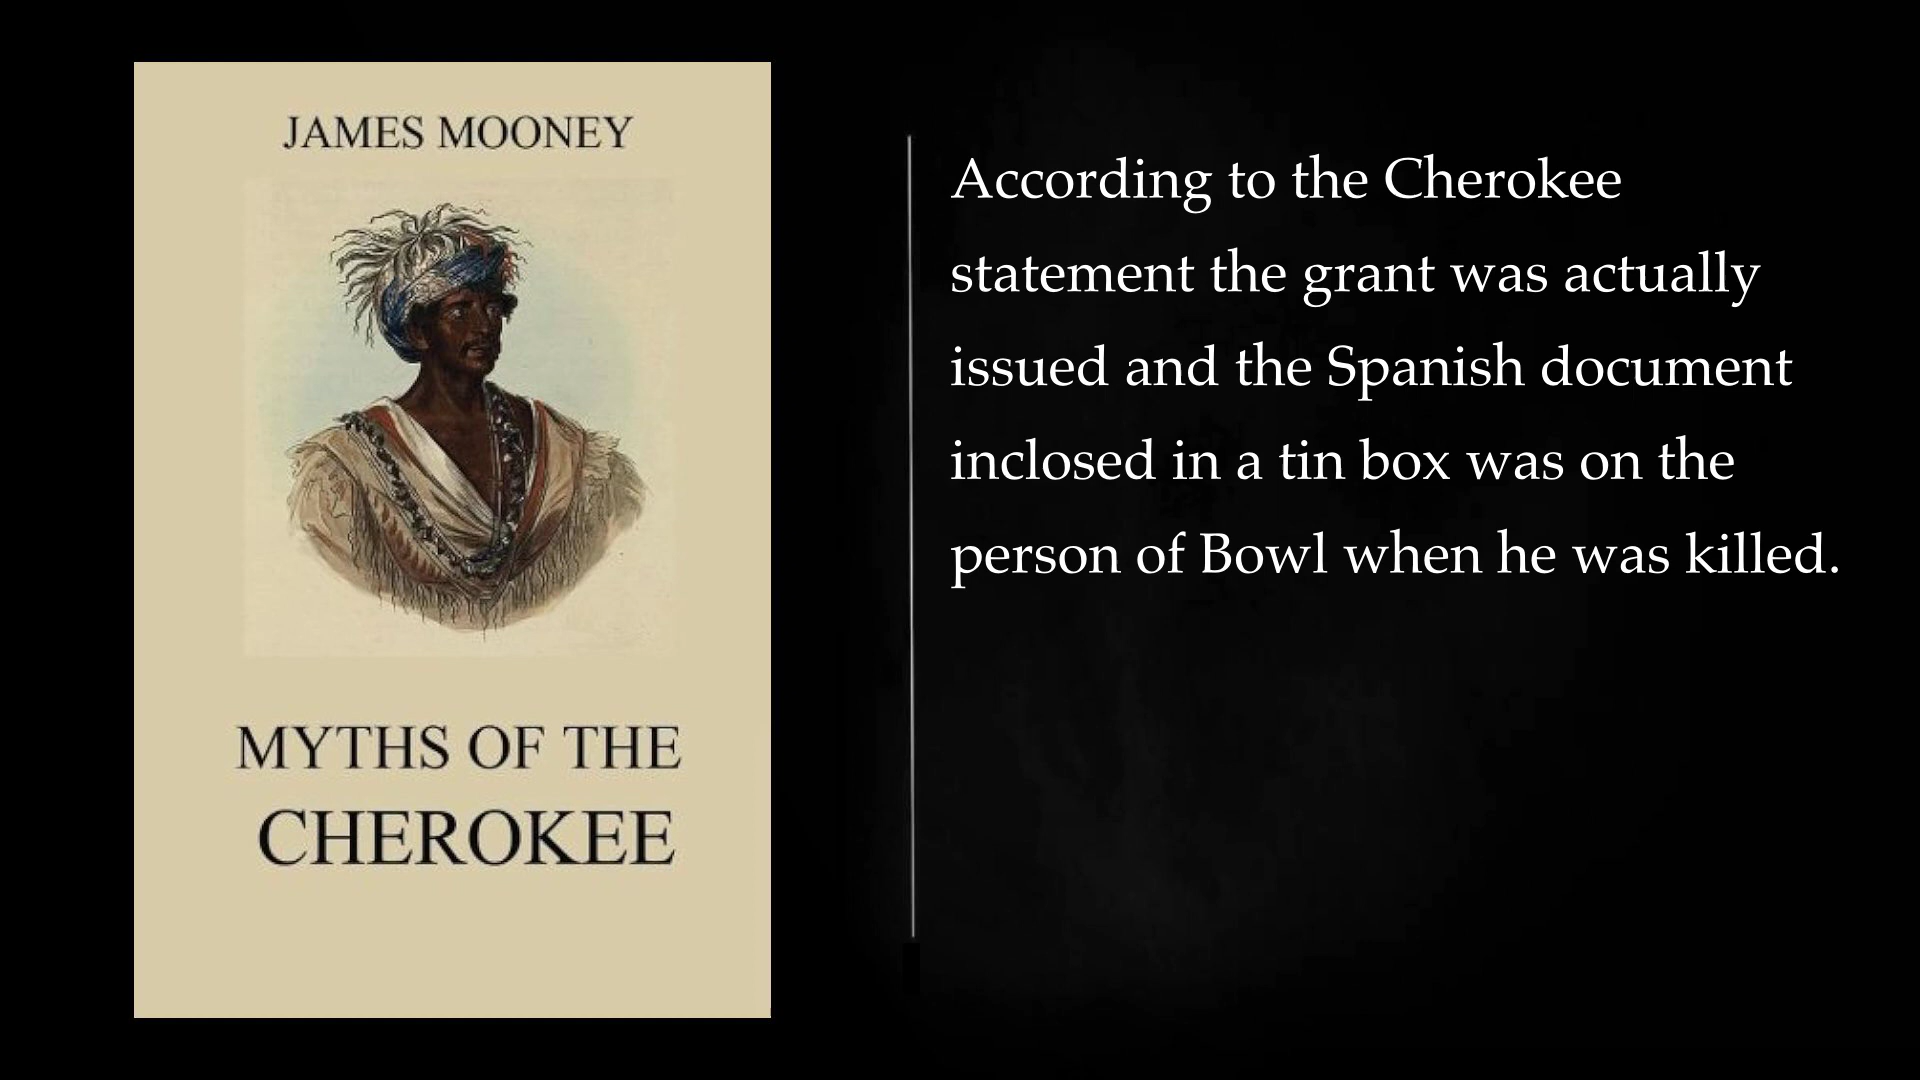 JAMES MOONEY
MYTHS OF THE
CHEROKEE
According to the Cherokee
statement the grant was actually
issued and the Spanish document
inclosed in a tin box was on the
person of Bowl when he was killed.